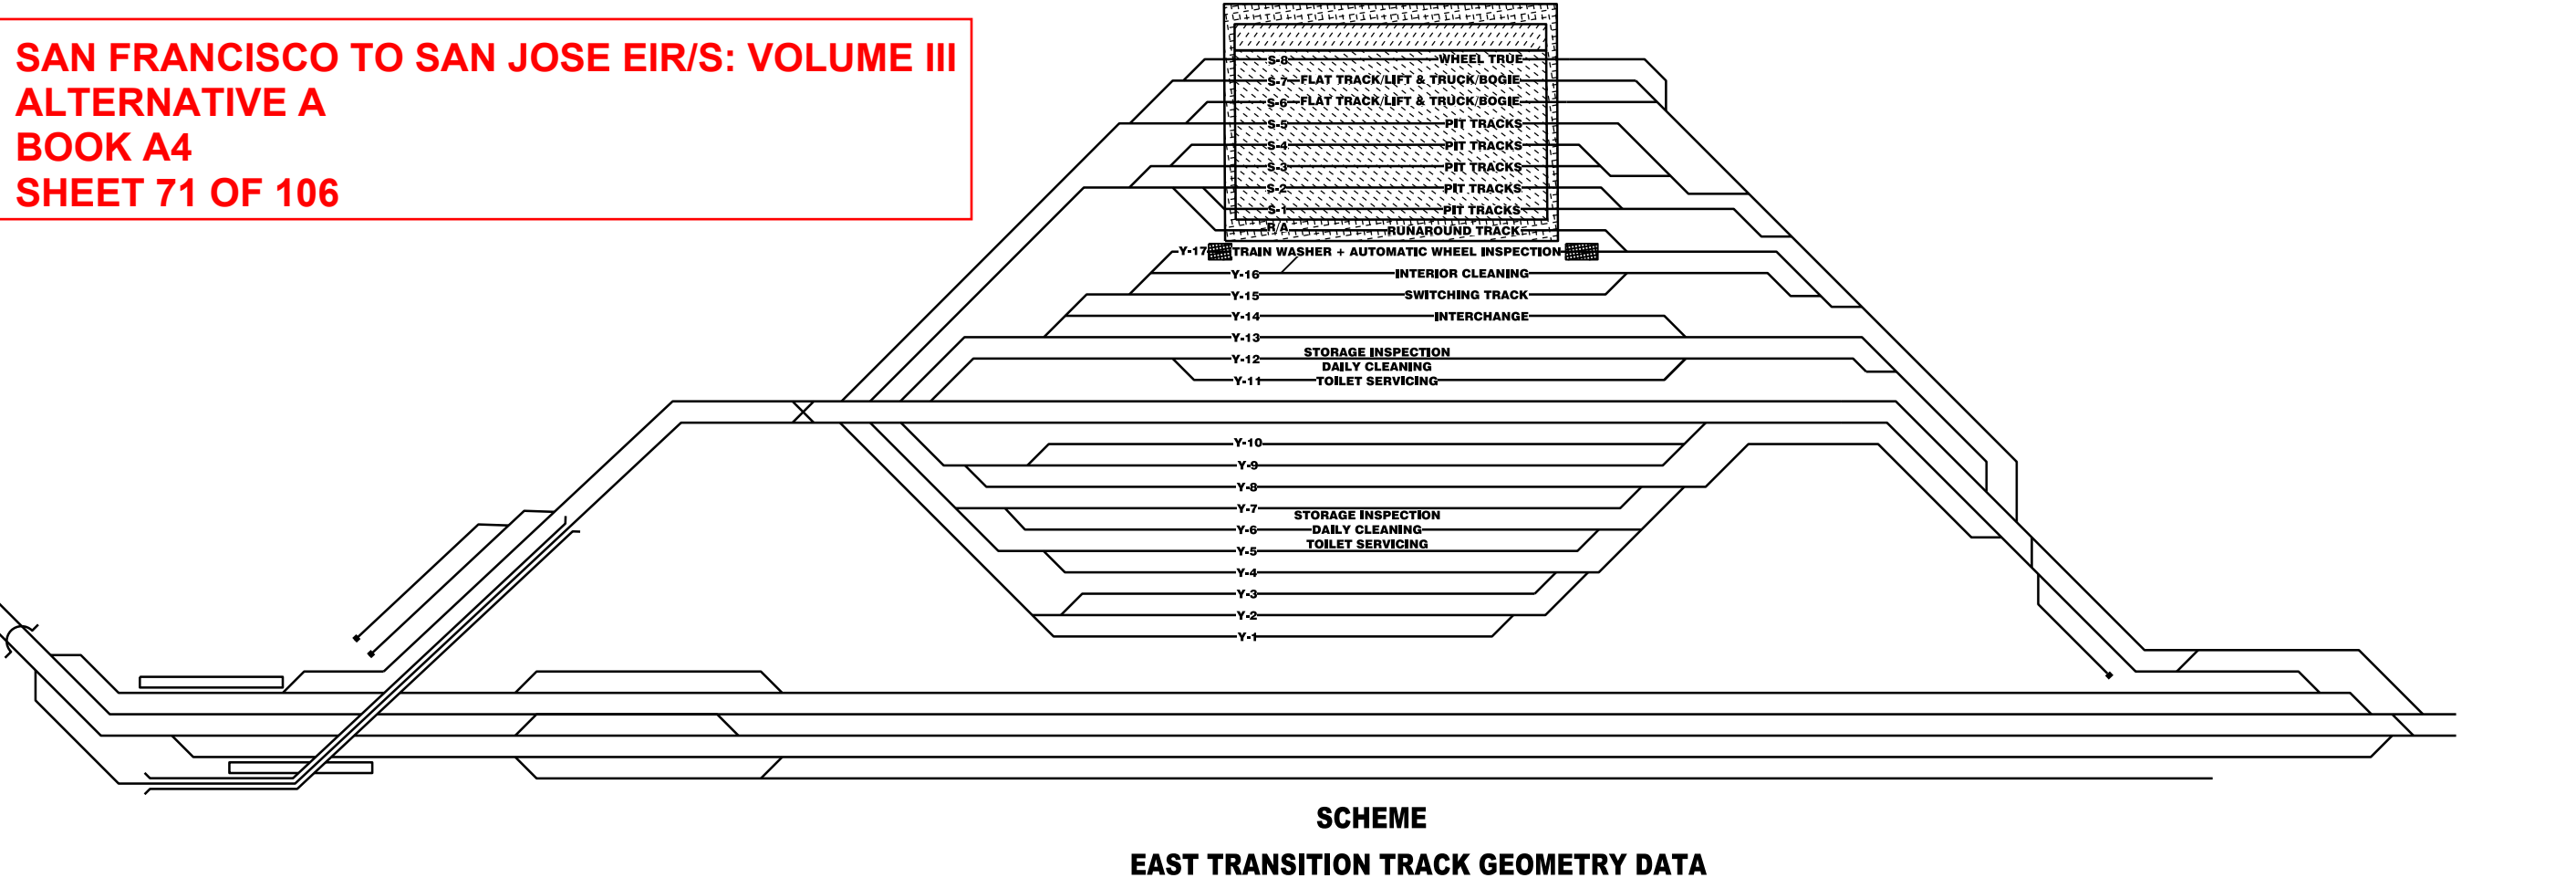 SAN FRANCISCO TO SAN JOSE EIR/S: VOLUME III
ALTERNATIVE A
BOOK A4
SHEET 71 OF 106
S-8 WHEEL TRUE
S-7 FLAT TRACK/LIFT & TRUCK/BOGIE
S-6 FLAT TRACK/LIFT & TRUCK/BOGIE
S-5 PIT TRACKS
S-4 PIT TRACKS
S-3 PIT TRACKS
S-2 PIT TRACKS
S-1 PIT TRACKS
R/A RUNAROUND TRACK
Y-17 TRAIN WASHER + AUTOMATIC WHEEL INSPECTION
Y-16 INTERIOR CLEANING
Y-15 SWITCHING TRACK
Y-14 INTERCHANGE
Y-13
STORAGE INSPECTION
Y-12
DAILY CLEANING
Y-11 TOILET SERVICING
Y-10
Y-9
Y-8
Y-7
STORAGE INSPECTION
Y-6 DAILY CLEANING
TOILET SERVICING
Y-5
Y-4
Y-3
Y-2
Y-1
SCHEME
EAST TRANSITION TRACK GEOMETRY DATA